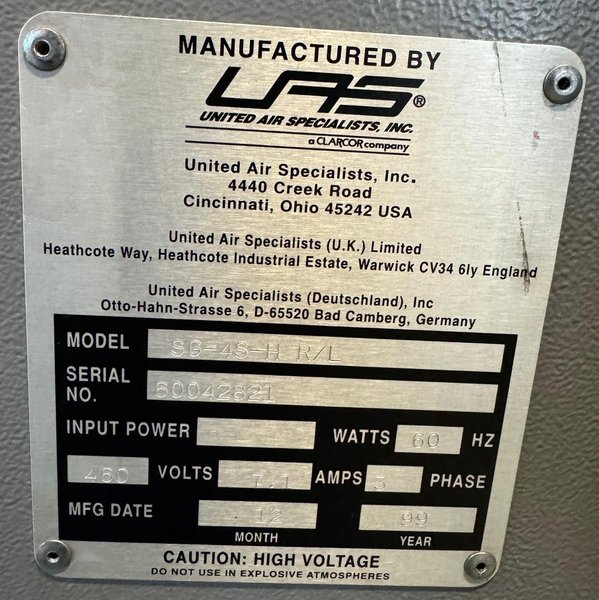 MANUFACTURED BY
UAS®
UNITED AIR SPECIALISTS, INC.
a CLARCOR company
United Air Specialists, Inc.
4440 Creek Road
Cincinnati, Ohio 45242 USA
United Air Specialists (U.K.) Limited
Heathcote Way, Heathcote Industrial Estate, Warwick CV34 6ly England
United Air Specialists (Deutschland), Inc
Otto-Hahn-Strasse 6, D-65520 Bad Camberg, Germany
MODEL SG-4S-H R/L
SERIAL NO. 60042821
INPUT POWER WATTS 60 HZ
460 VOLTS 7.1 AMPS 3 PHASE
MFG DATE 12 99
MONTH YEAR
CAUTION: HIGH VOLTAGE
DO NOT USE IN EXPLOSIVE ATMOSPHERES